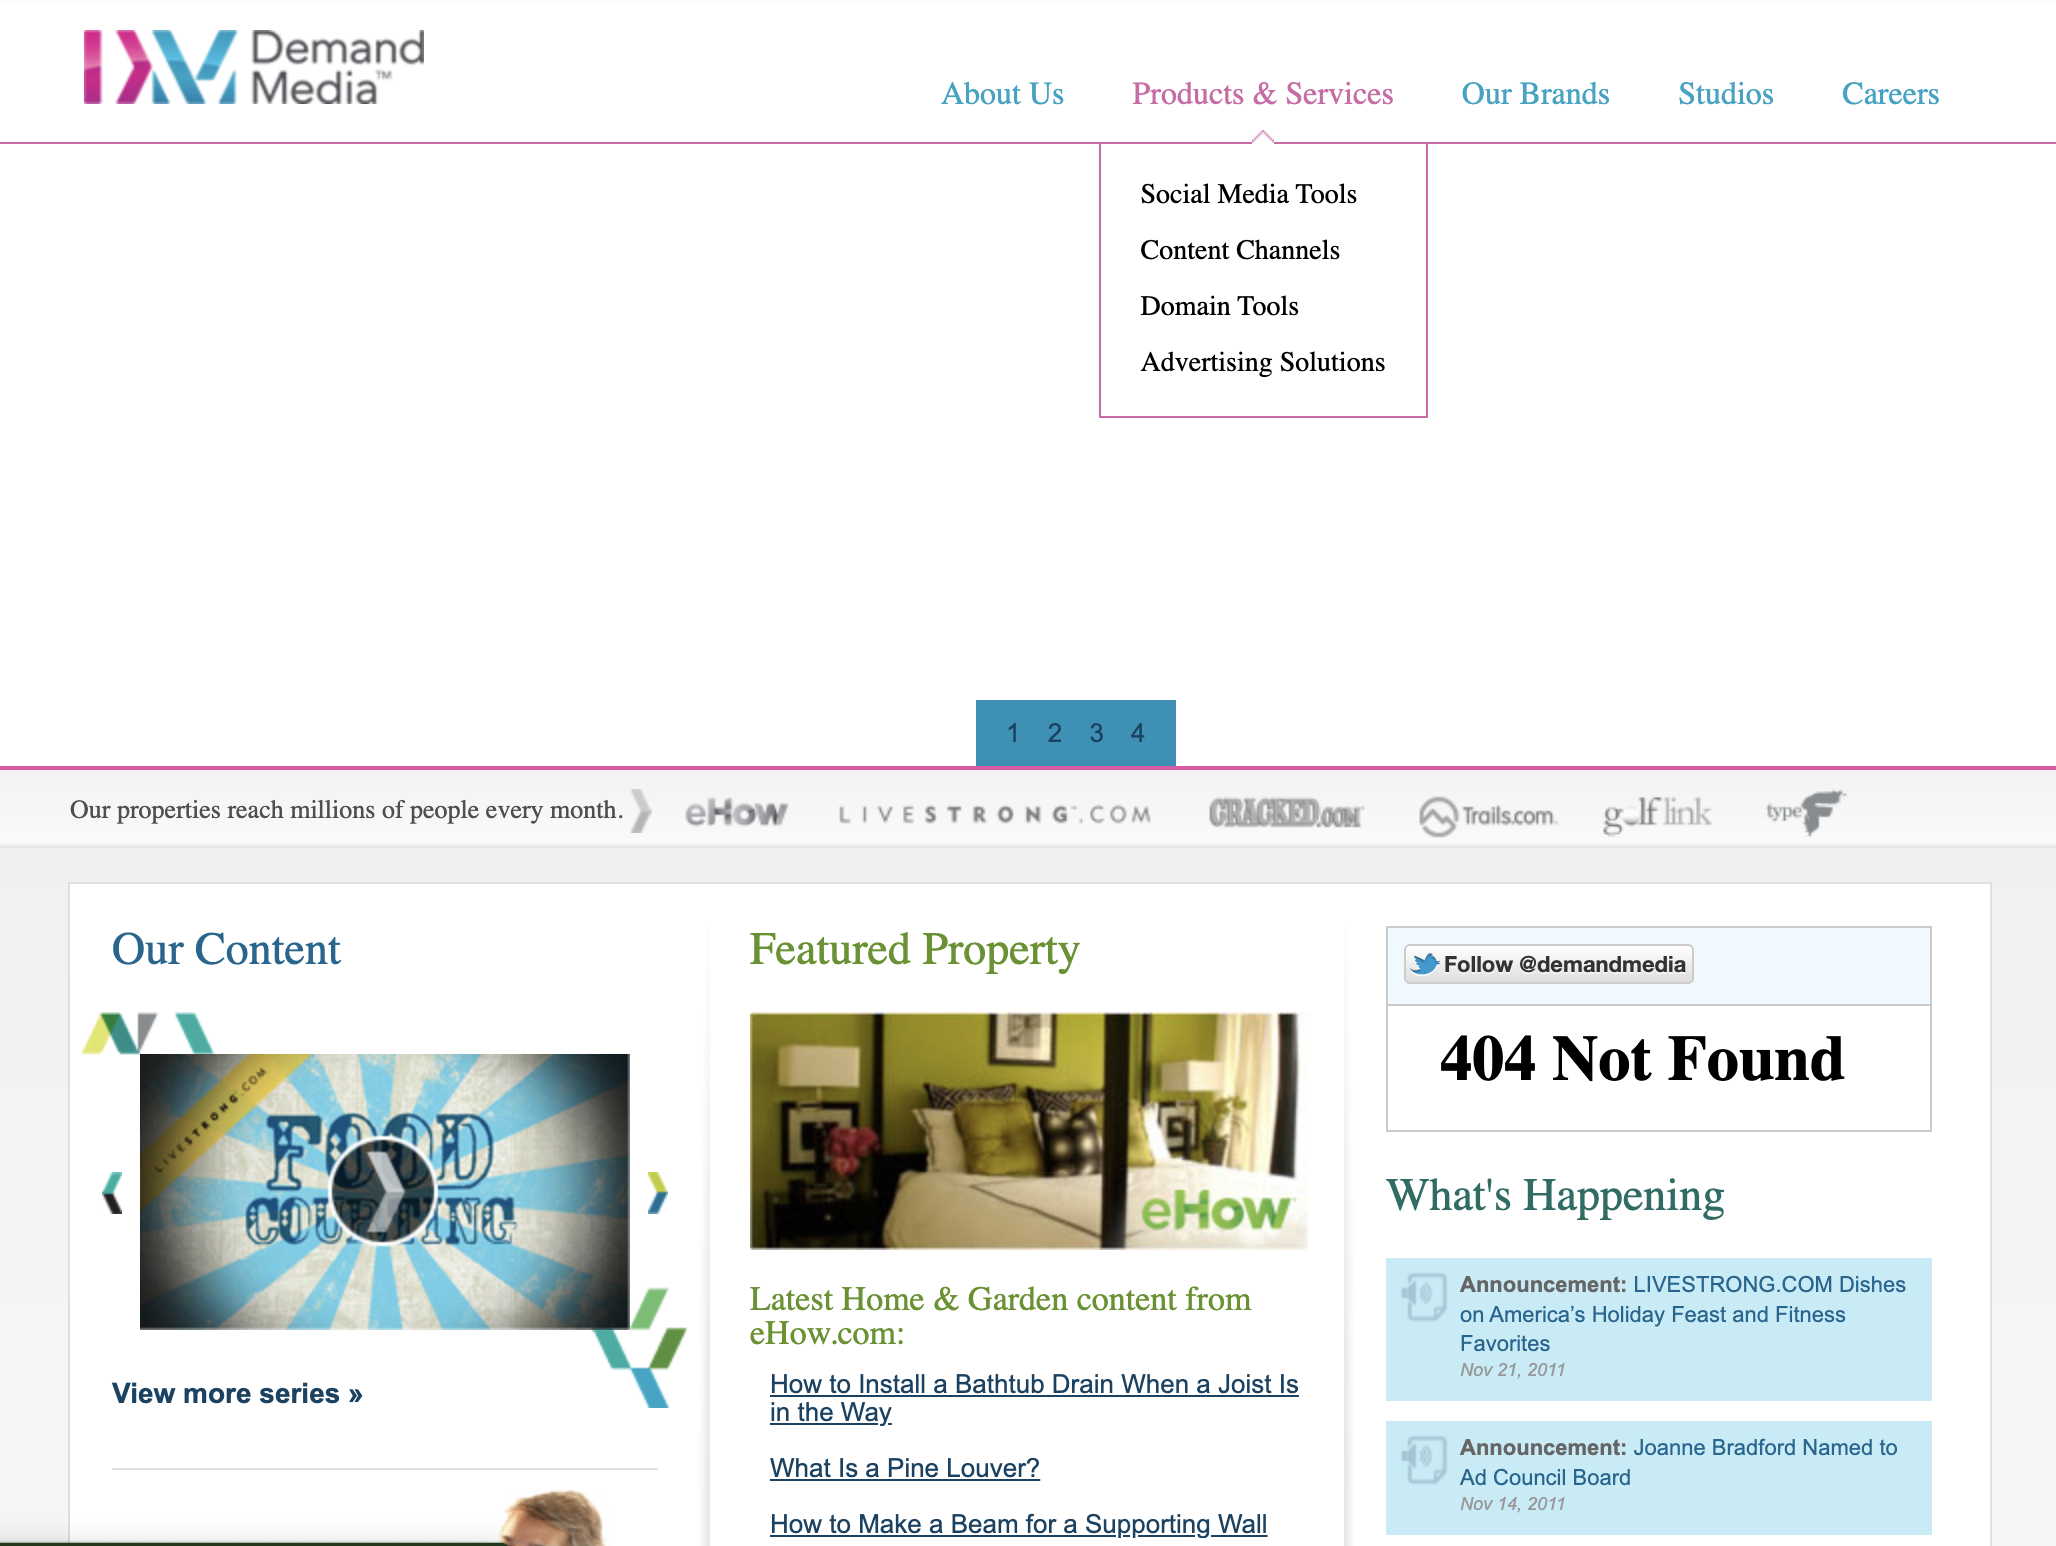 Demand
Media™
About Us
Products & Services
Our Brands
Studios
Careers
Social Media Tools
Content Channels
Domain Tools
Advertising Solutions
1 2 3 4
Our properties reach millions of people every month.
eHow
LIVESTRONG.COM
CRACKED.COM
Trails.com
golflink
typeF
Our Content
LIVESTRONG.COM
FOOD
COUNTING
View more series »
Featured Property
eHow
Latest Home & Garden content from
eHow.com:
How to Install a Bathtub Drain When a Joist Is
in the Way
What Is a Pine Louver?
How to Make a Beam for a Supporting Wall
Follow @demandmedia
404 Not Found
What's Happening
Announcement: LIVESTRONG.COM Dishes
on America’s Holiday Feast and Fitness
Favorites
Nov 21, 2011
Announcement: Joanne Bradford Named to
Ad Council Board
Nov 14, 2011